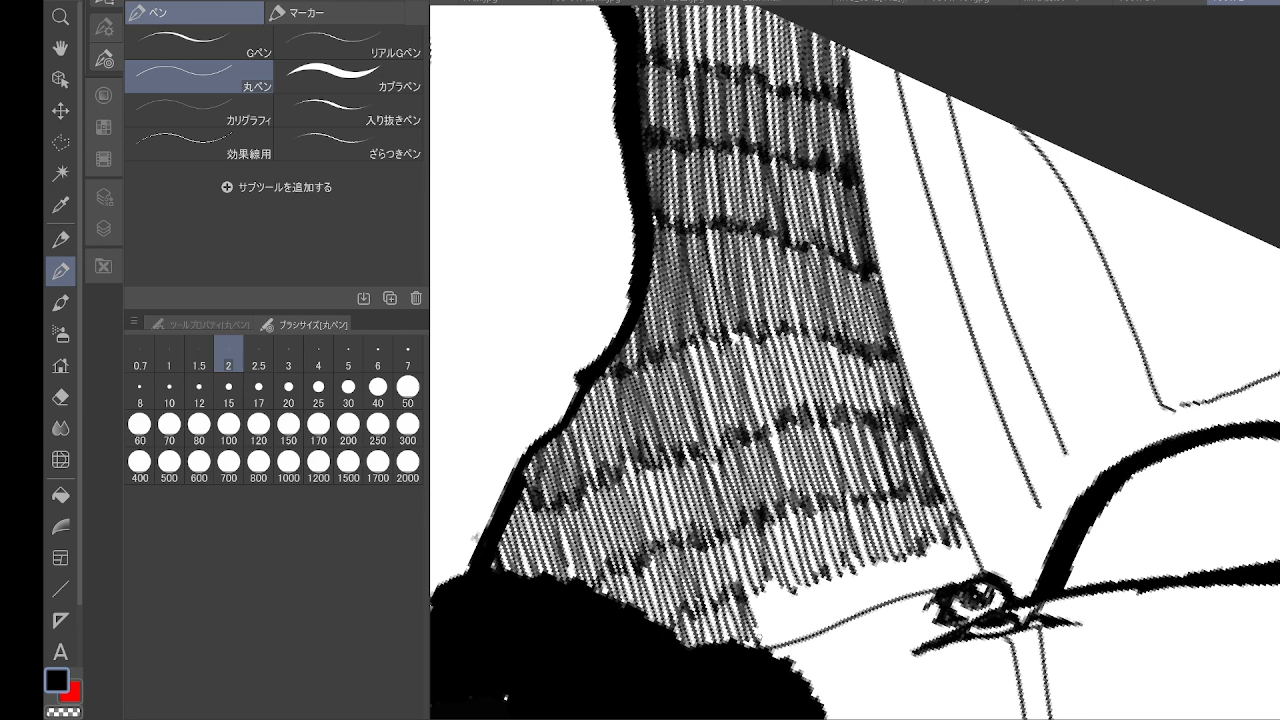 ペン マーカー
Gペン リアルGペン
丸ペン カブラペン
カリグラフィ 入り抜きペン
効果線用 ざらつきペン
サブツールを追加する
ツールプロパティ[丸ペン] ブラシサイズ[丸ペン]
0.7 1 1.5 2 2.5 3 4 5 6 7
8 10 12 15 17 20 25 30 40 50
60 70 80 100 120 150 170 200 250 300
400 500 600 700 800 1000 1200 1500 1700 2000
A